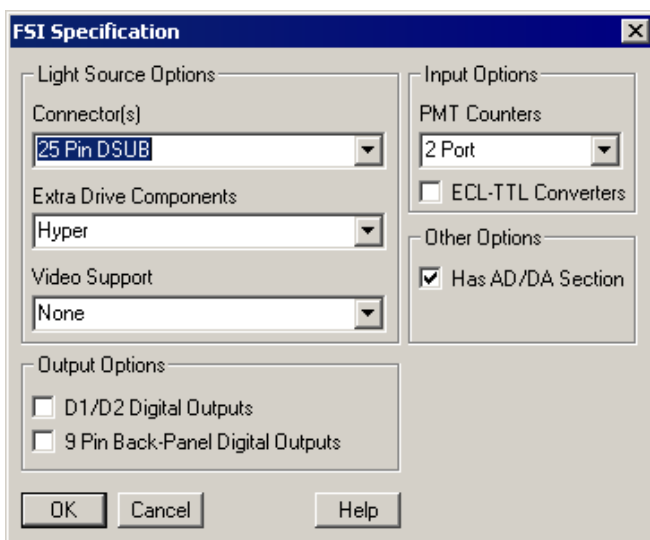 FSI Specification
Light Source Options
Connector(s)
25 Pin DSUB
Extra Drive Components
Hyper
Video Support
None
Input Options
PMT Counters
2 Port
ECL-TTL Converters
Other Options
Has AD/DA Section
Output Options
D1/D2 Digital Outputs
9 Pin Back-Panel Digital Outputs
OK Cancel Help